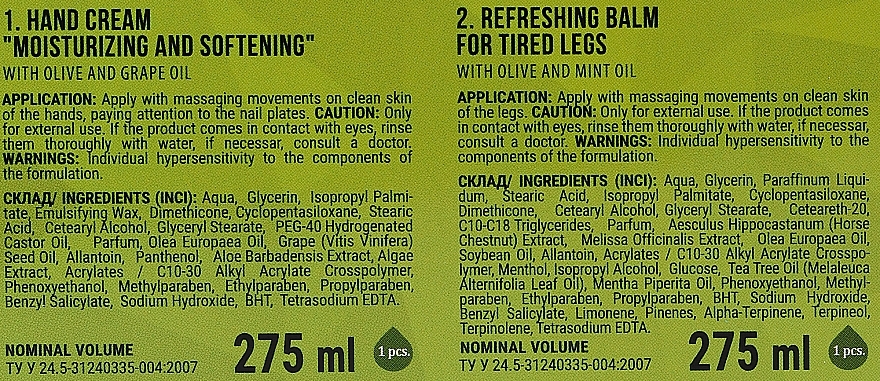 1. HAND CREAM
"MOISTURIZING AND SOFTENING"
WITH OLIVE AND GRAPE OIL
APPLICATION: Apply with massaging movements on clean skin
of the hands, paying attention to the nail plates. CAUTION: Only
for external use. If the product comes in contact with eyes, rinse
them thoroughly with water, if necessar, consult a doctor.
WARNINGS: Individual hypersensitivity to the components of
the formulation.
СКЛАД/ INGREDIENTS (INCI): Aqua, Glycerin, Isopropyl Palmi-
tate, Emulsifying Wax, Dimethicone, Cyclopentasiloxane, Stearic
Acid, Cetearyl Alcohol, Glyceryl Stearate, PEG-40 Hydrogenated
Castor Oil, Parfum, Olea Europaea Oil, Grape (Vitis Vinifera)
Seed Oil, Allantoin, Panthenol, Aloe Barbadensis Extract, Algae
Extract, Acrylates / C10-30 Alkyl Acrylate Crosspolymer,
Phenoxyethanol, Methylparaben, Ethylparaben, Propylparaben,
Benzyl Salicylate, Sodium Hydroxide, BHT, Tetrasodium EDTA.
NOMINAL VOLUME
ТУ У 24.5-31240335-004:2007
275 ml
1 pcs.
2. REFRESHING BALM
FOR TIRED LEGS
WITH OLIVE AND MINT OIL
APPLICATION: Apply with massaging movements on clean skin
of the legs. CAUTION: Only for external use. If the product comes
in contact with eyes, rinse them thoroughly with water, if necessar,
consult a doctor. WARNINGS: Individual hypersensitivity to the
components of the formulation.
СКЛАД/ INGREDIENTS (INCI): Aqua, Glycerin, Paraffinum Liqui-
dum, Stearic Acid, Isopropyl Palmitate, Cyclopentasiloxane,
Dimethicone, Cetearyl Alcohol, Glyceryl Stearate, Ceteareth-20,
C10-C18 Triglycerides, Parfum, Aesculus Hippocastanum (Horse
Chestnut) Extract, Melissa Officinalis Extract, Olea Europaea Oil,
Soybean Oil, Allantoin, Acrylates / C10-30 Alkyl Acrylate Crosspo-
lymer, Menthol, Isopropyl Alcohol, Glucose, Tea Tree Oil (Melaleuca
Alternifolia Leaf Oil), Mentha Piperita Oil, Phenoxyethanol, Methyl-
paraben, Ethylparaben, Propylparaben, BHT, Sodium Hydroxide,
Benzyl Salicylate, Limonene, Pinenes, Alpha-Terpinene, Terpineol,
Terpinolene, Tetrasodium EDTA.
NOMINAL VOLUME
ТУ У 24.5-31240335-004:2007
275 ml
1 pcs.